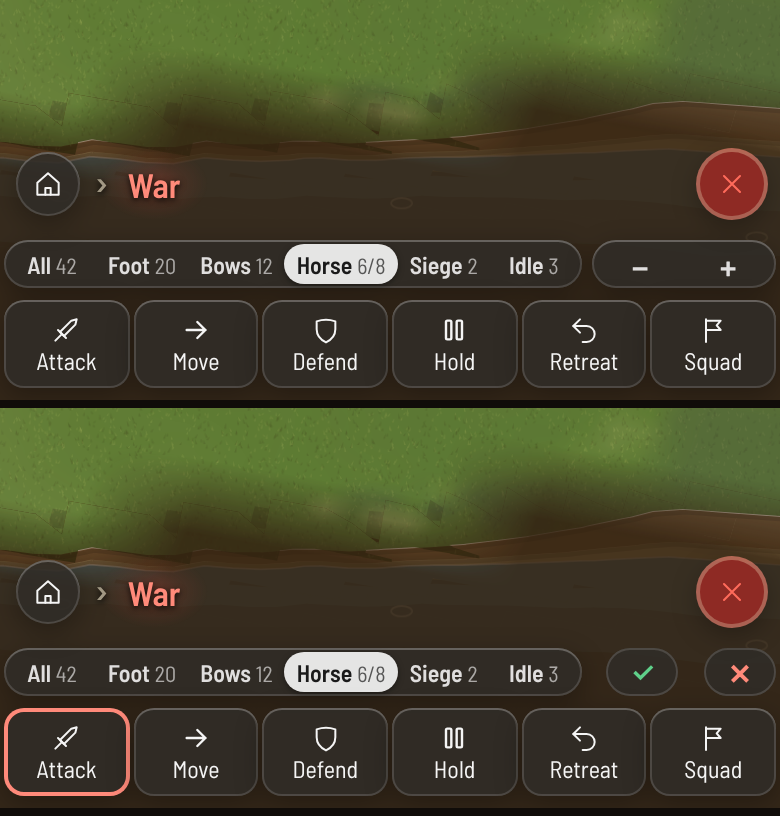 › War
All 42 Foot 20 Bows 12 Horse 6/8 Siege 2 Idle 3 − +
Attack Move Defend Hold Retreat Squad
› War
All 42 Foot 20 Bows 12 Horse 6/8 Siege 2 Idle 3
Attack Move Defend Hold Retreat Squad